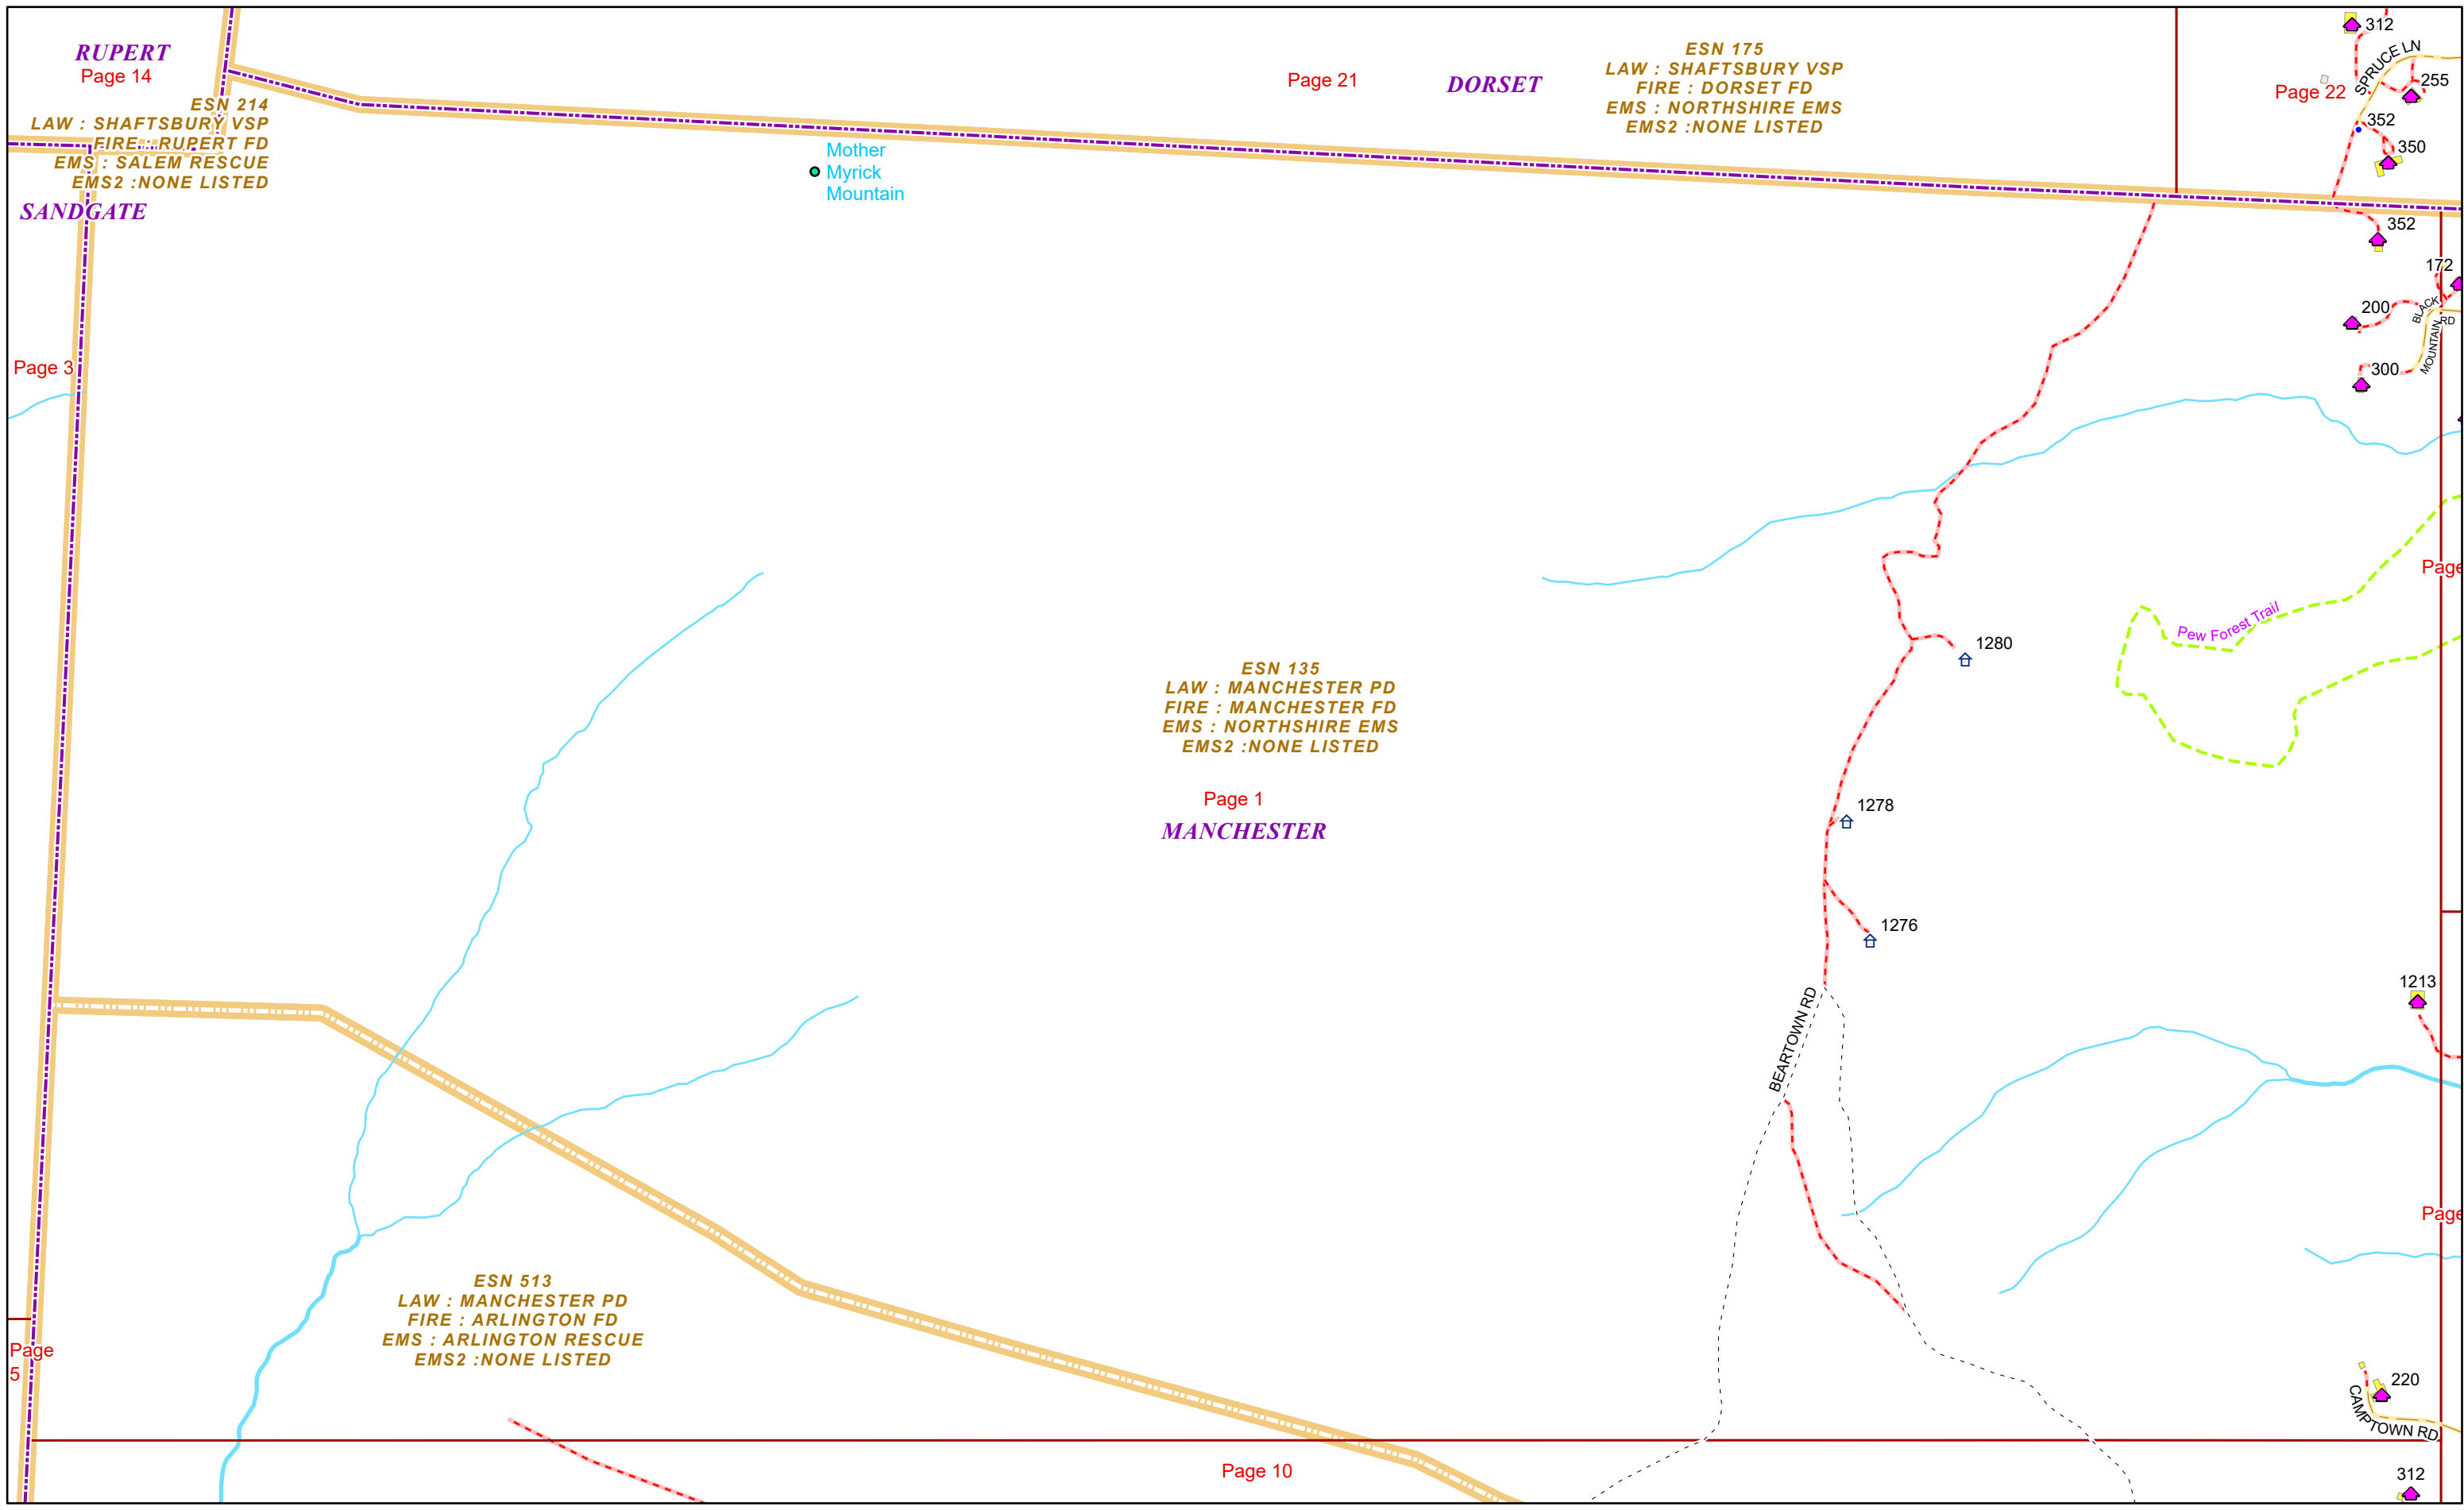 RUPERT
Page 14
ESN 214
LAW : SHAFTSBURY VSP
FIRE : RUPERT FD
EMS : SALEM RESCUE
EMS2 :NONE LISTED
SANDGATE
Page 3
Mother
Myrick
Mountain
Page 21
DORSET
ESN 175
LAW : SHAFTSBURY VSP
FIRE : DORSET FD
EMS : NORTHSHIRE EMS
EMS2 :NONE LISTED
312
SPRUCE LN
Page 22
255
352
350
352
172
200
BLACK
MOUNTAIN
RD
300
Page
Pew Forest Trail
1280
ESN 135
LAW : MANCHESTER PD
FIRE : MANCHESTER FD
EMS : NORTHSHIRE EMS
EMS2 :NONE LISTED
Page 1
MANCHESTER
1278
1276
BEARTOWN RD
1213
Page
ESN 513
LAW : MANCHESTER PD
FIRE : ARLINGTON FD
EMS : ARLINGTON RESCUE
EMS2 :NONE LISTED
Page
5
220
CAMPTOWN RD
Page 10
312